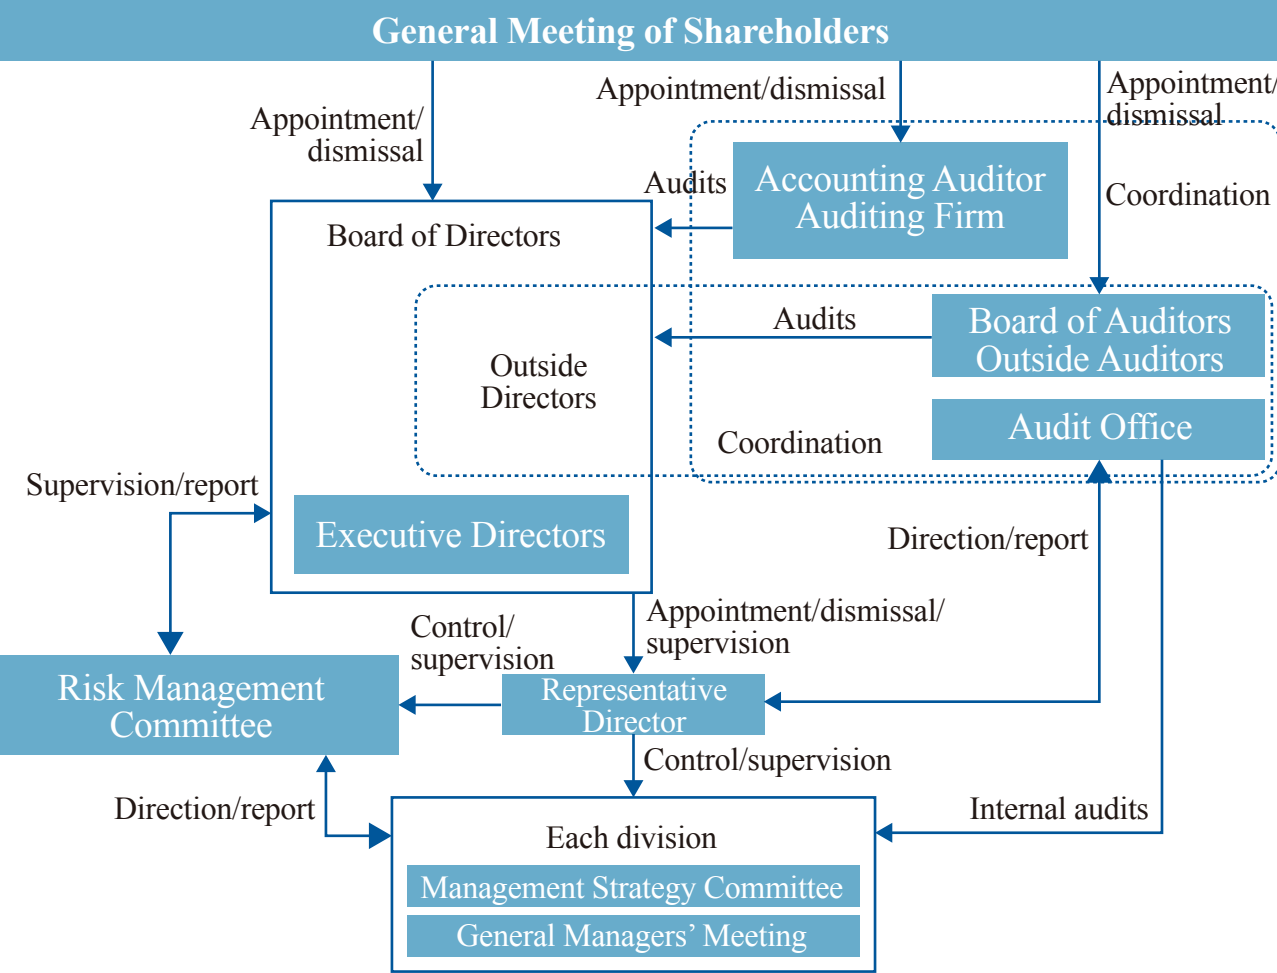 General Meeting of Shareholders
Appointment/dismissal
Appointment/
dismissal
Appointment/
dismissal
Audits
Accounting Auditor
Auditing Firm
Coordination
Board of Directors
Audits
Board of Auditors
Outside Auditors
Outside
Directors
Audit Office
Coordination
Supervision/report
Executive Directors
Direction/report
Appointment/dismissal/
supervision
Control/
supervision
Risk Management
Committee
Representative
Director
Control/supervision
Direction/report
Internal audits
Each division
Management Strategy Committee
General Managers’ Meeting